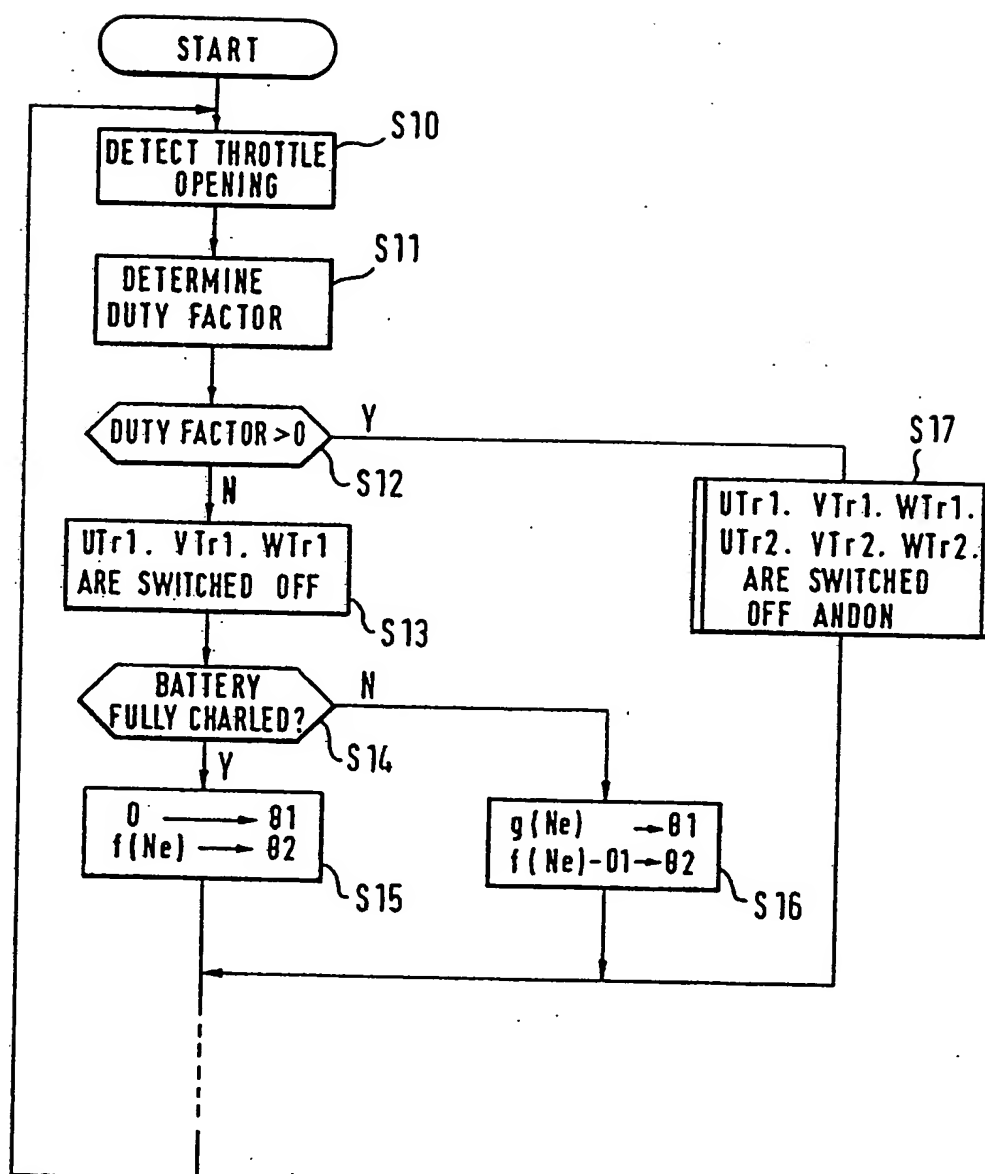 START
S10
DETECT THROTTLE
OPENING
S11
DETERMINE
DUTY FACTOR
DUTY FACTOR>0
Y
S12
N
S17
UTr1. VTr1. WTr1.
UTr2. VTr2. WTr2.
ARE SWITCHED
OFF ANDON
UTr1. VTr1. WTr1
ARE SWITCHED OFF
S13
BATTERY
FULLY CHARLED?
N
S14
Y
0 → θ1
f(Ne) → θ2
S15
g(Ne) → θ1
f(Ne)-θ1→θ2
S16